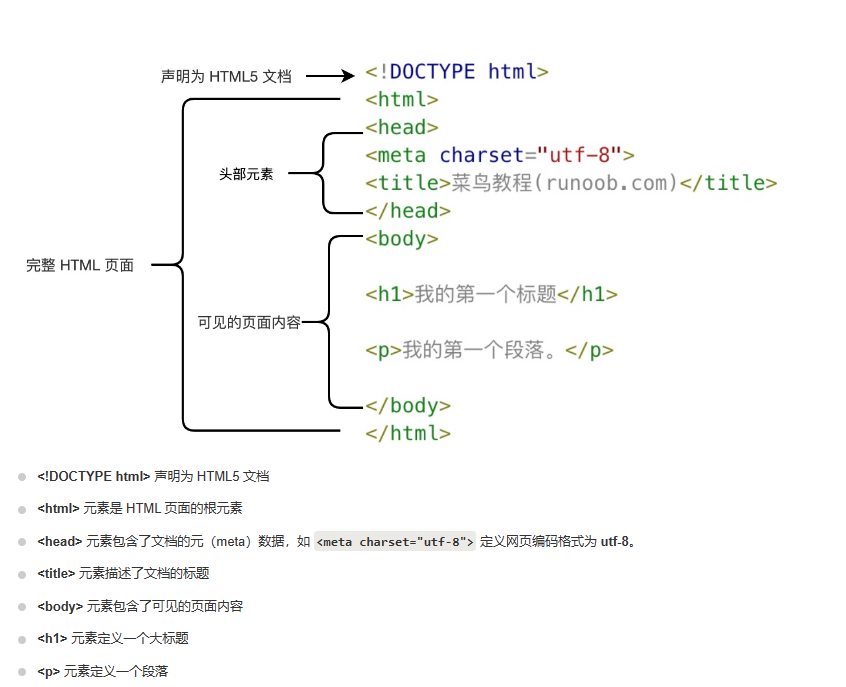 声明为 HTML5 文档
<!DOCTYPE html>
<html>
<head>
<meta charset="utf-8">
头部元素
<title>菜鸟教程(runoob.com)</title>
</head>
<body>
完整 HTML 页面
<h1>我的第一个标题</h1>
可见的页面内容
<p>我的第一个段落。</p>
</body>
</html>
<!DOCTYPE html> 声明为 HTML5 文档
<html> 元素是 HTML 页面的根元素
<head> 元素包含了文档的元（meta）数据，如 <meta charset="utf-8"> 定义网页编码格式为 utf-8。
<title> 元素描述了文档的标题
<body> 元素包含了可见的页面内容
<h1> 元素定义一个大标题
<p> 元素定义一个段落